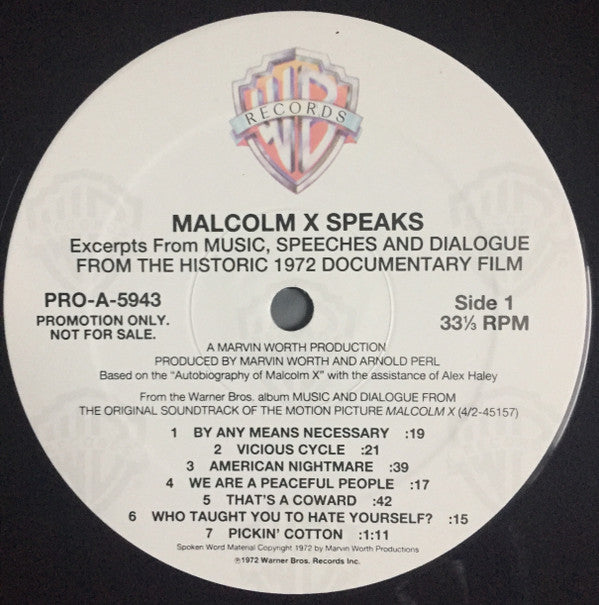 WB
RECORDS
MALCOLM X SPEAKS
Excerpts From MUSIC, SPEECHES AND DIALOGUE
FROM THE HISTORIC 1972 DOCUMENTARY FILM
PRO-A-5943
PROMOTION ONLY.
NOT FOR SALE.
Side 1
33⅓ RPM
A MARVIN WORTH PRODUCTION
PRODUCED BY MARVIN WORTH AND ARNOLD PERL
Based on the "Autobiography of Malcolm X" with the assistance of Alex Haley
From the Warner Bros. album MUSIC AND DIALOGUE FROM
THE ORIGINAL SOUNDTRACK OF THE MOTION PICTURE MALCOLM X (4/2-45157)
1 BY ANY MEANS NECESSARY :19
2 VICIOUS CYCLE :21
3 AMERICAN NIGHTMARE :39
4 WE ARE A PEACEFUL PEOPLE :17
5 THAT'S A COWARD :42
6 WHO TAUGHT YOU TO HATE YOURSELF? :15
7 PICKIN' COTTON :1:11
Spoken Word Material Copyright 1972 by Marvin Worth Productions
℗1972 Warner Bros. Records Inc.